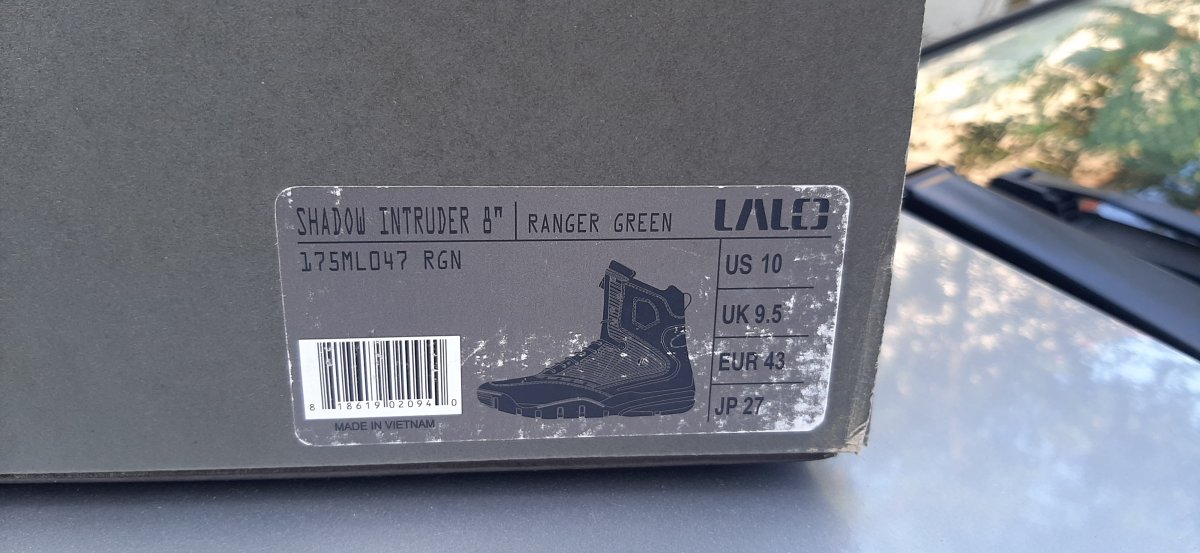 SHADOW INTRUDER 8" | RANGER GREEN LALO
175ML047 RGN
US 10
UK 9.5
EUR 43
JP 27
8 18619 02094 0
MADE IN VIETNAM